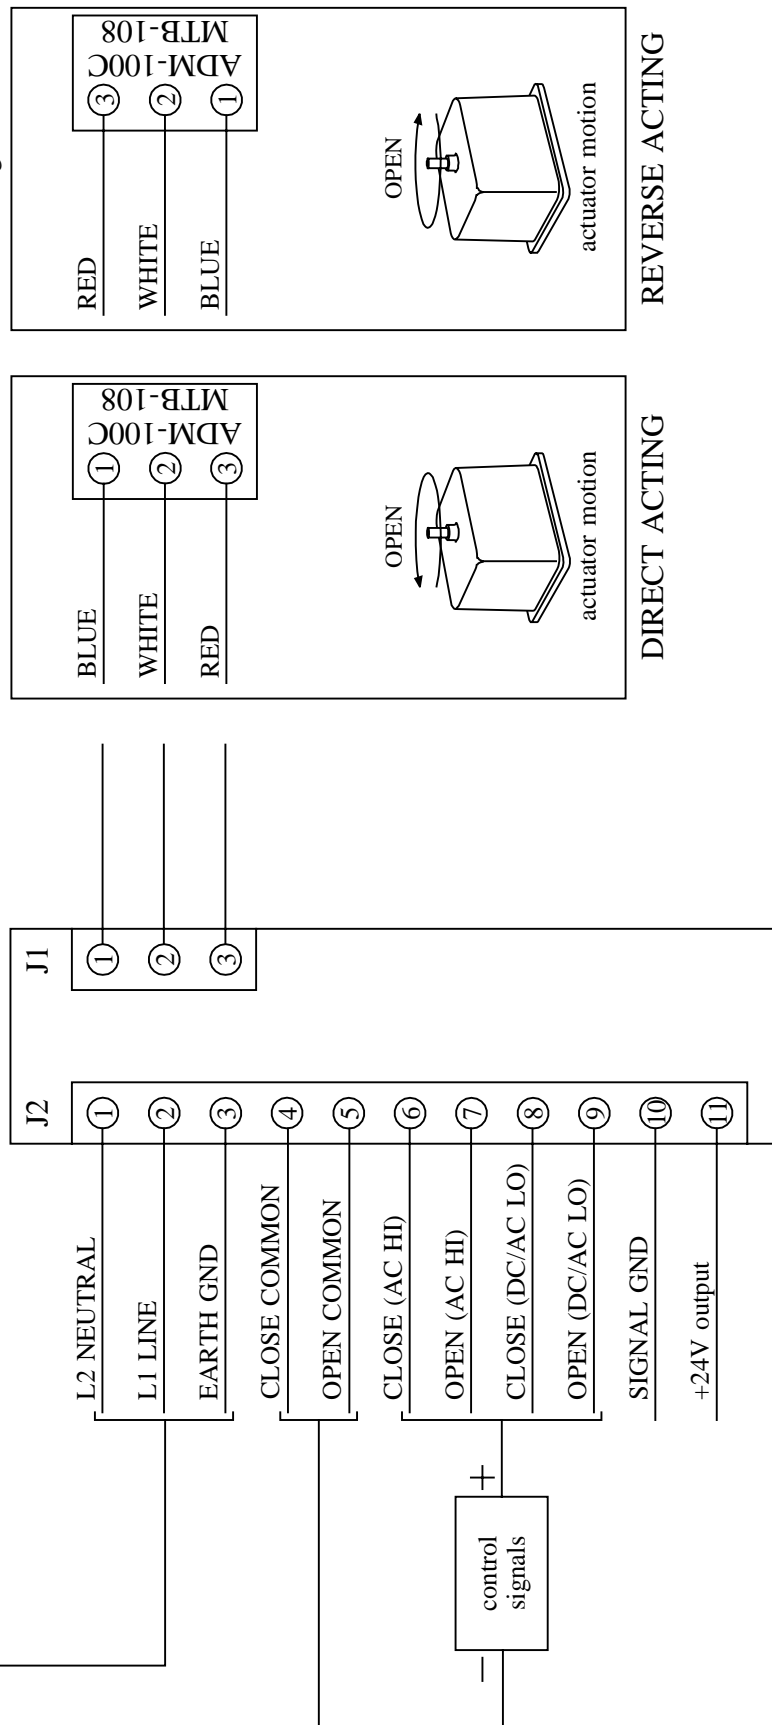 J2
1
L2 NEUTRAL
2
L1 LINE
3
EARTH GND
4
CLOSE COMMON
5
OPEN COMMON
6
CLOSE (AC HI)
7
OPEN (AC HI)
8
CLOSE (DC/AC LO)
9
OPEN (DC/AC LO)
10
SIGNAL GND
11
+24V output
−
control
signals
+
J1
1
2
3
BLUE
WHITE
RED
1
2
3
ADM-100C
MTB-108
OPEN
actuator motion
DIRECT ACTING
RED
WHITE
BLUE
3
2
1
ADM-100C
MTB-108
OPEN
actuator motion
REVERSE ACTING